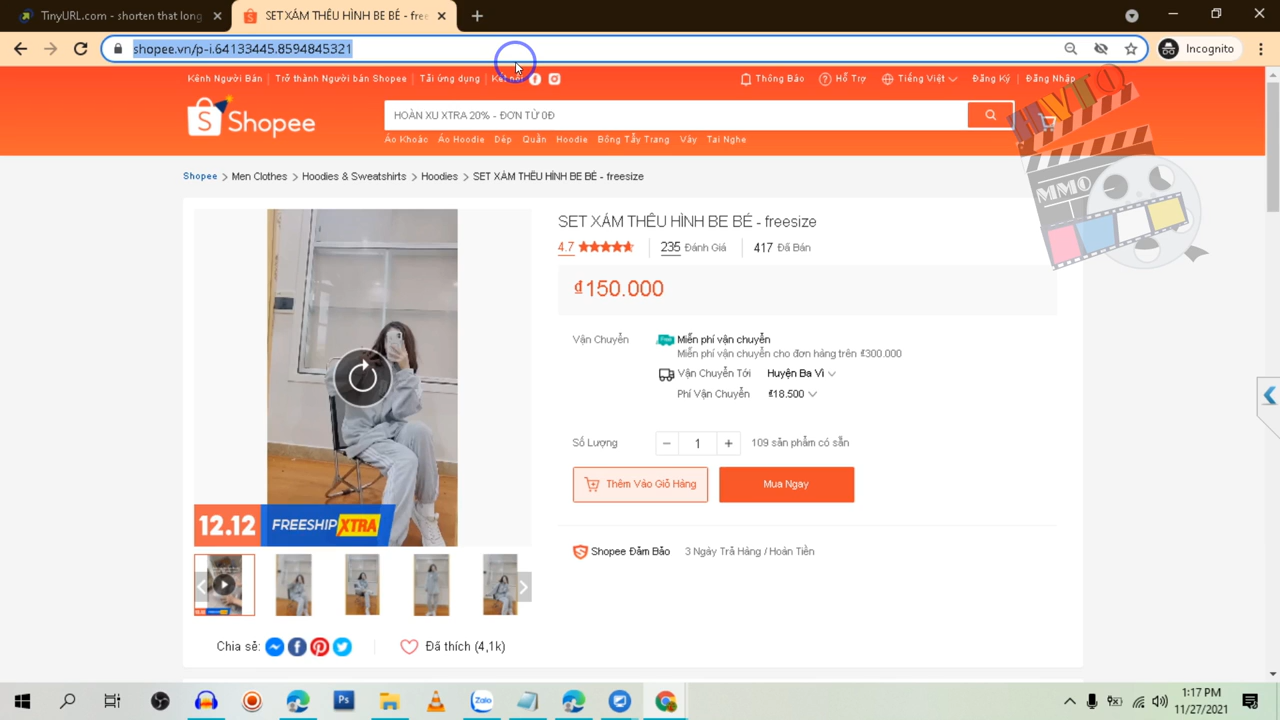 TinyURL.com - shorten that long
SET XÁM THÊU HÌNH BE BÉ - free
shopee.vn/p-i.64133445.8594845321
Incognito
Kênh Người Bán
Trở thành Người bán Shopee
Tải ứng dụng
Thông Báo
Hỗ Trợ
Tiếng Việt
Đăng Ký
Đăng Nhập
Shopee
HOÀN XU XTRA 20% - ĐƠN TỪ 0Đ
Áo Khoác Áo Hoodie Dép Quần Hoodie Bông Tẩy Trang Váy Tai Nghe
MMO
Shopee > Men Clothes > Hoodies & Sweatshirts > Hoodies > SET XÁM THÊU HÌNH BE BÉ - freesize
SET XÁM THÊU HÌNH BE BÉ - freesize
4.7 235 Đánh Giá 417 Đã Bán
₫150.000
Vận Chuyển
Miễn phí vận chuyển
Miễn phí vận chuyển cho đơn hàng trên ₫300.000
Vận Chuyển Tới Huyện Ba Vì
Phí Vận Chuyển ₫18.500
Số Lượng 1 109 sản phẩm có sẵn
Thêm Vào Giỏ Hàng
Mua Ngay
12.12 FREESHIP XTRA
Shopee Đảm Bảo 3 Ngày Trả Hàng / Hoàn Tiền
Chia sẻ:
Đã thích (4,1k)
Zalo
1:17 PM
11/27/2021